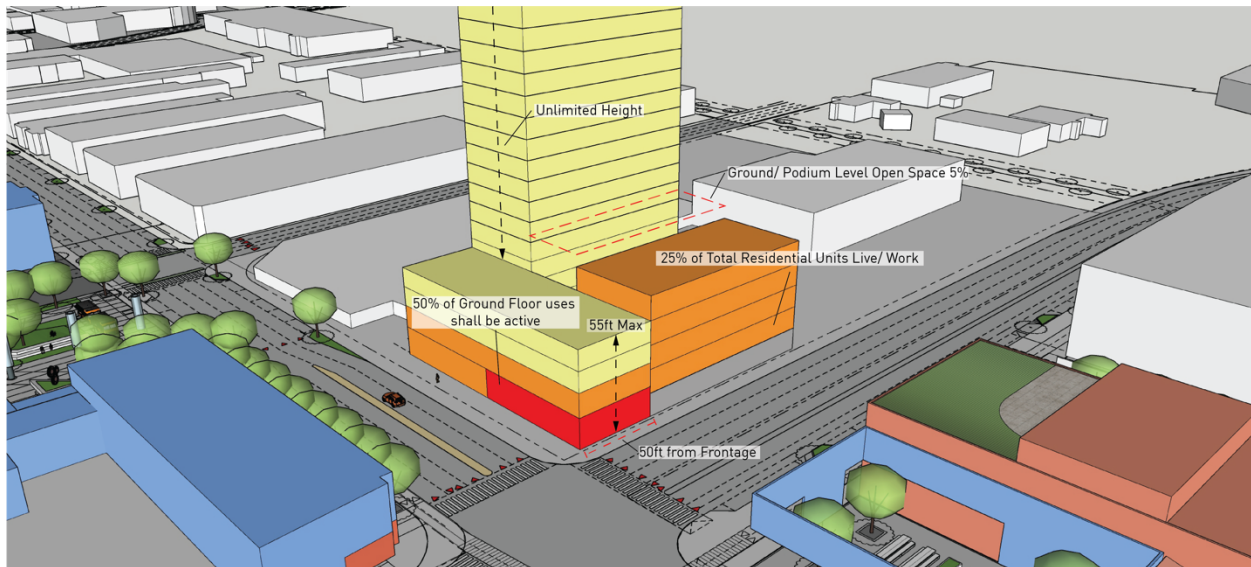 Unlimited Height
Ground/ Podium Level Open Space 5%
25% of Total Residential Units Live/ Work
50% of Ground Floor uses
shall be active
55ft Max
50ft from Frontage